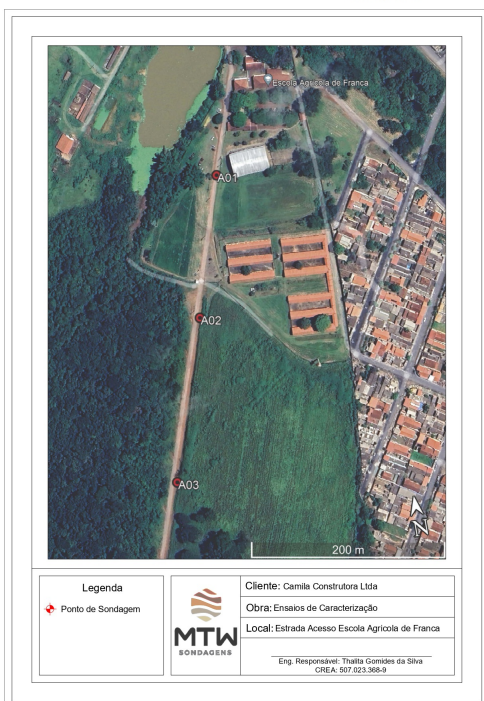 Escola Agrícola de Franca
A01
A02
A03
N
200 m
Legenda
Ponto de Sondagem
MTW
SONDAGENS
Cliente: Camila Construtora Ltda
Obra: Ensaios de Caracterização
Local: Estrada Acesso Escola Agricola de Franca
Eng. Responsável: Thalita Gomides da Silva
CREA: 507.023.368-9